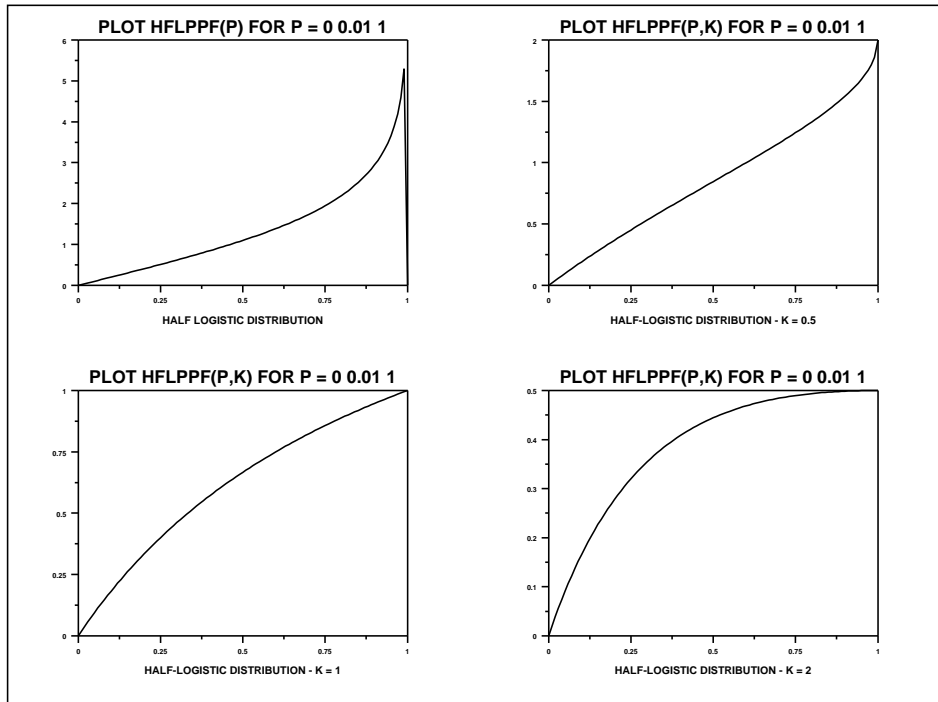 PLOT HFLPPF(P) FOR P = 0 0.01 1
6
5
4
3
2
1
0
0 0.25 0.5 0.75 1
HALF LOGISTIC DISTRIBUTION
PLOT HFLPPF(P,K) FOR P = 0 0.01 1
2
1.5
1
0.5
0
0 0.25 0.5 0.75 1
HALF-LOGISTIC DISTRIBUTION - K = 0.5
PLOT HFLPPF(P,K) FOR P = 0 0.01 1
1
0.75
0.5
0.25
0
0 0.25 0.5 0.75 1
HALF-LOGISTIC DISTRIBUTION - K = 1
PLOT HFLPPF(P,K) FOR P = 0 0.01 1
0.5
0.4
0.3
0.2
0.1
0
0 0.25 0.5 0.75 1
HALF-LOGISTIC DISTRIBUTION - K = 2